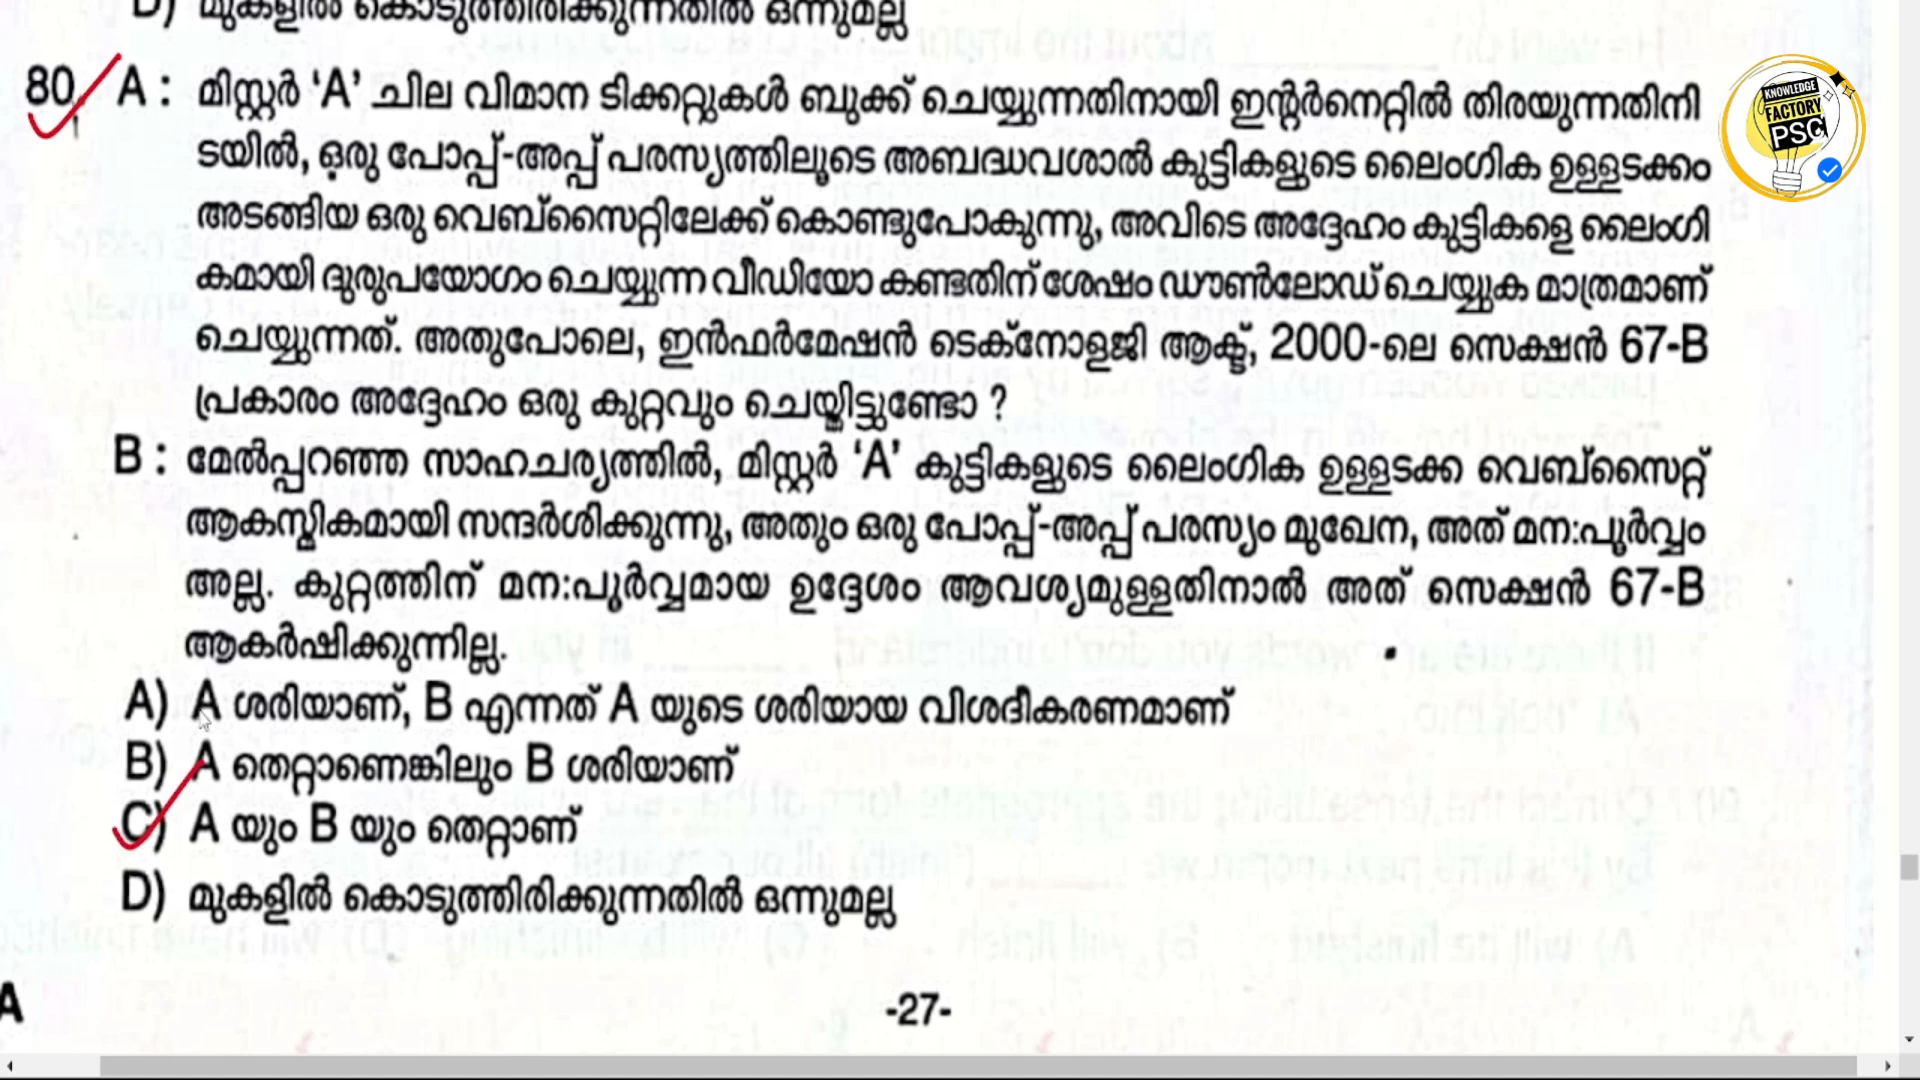 D) മുകളിൽ കൊടുത്തിരിക്കുന്നതിൽ ഒന്നുമല്ല
80. A : മിസ്റ്റർ ‘A’ ചില വിമാന ടിക്കറ്റുകൾ ബുക്ക് ചെയ്യുന്നതിനായി ഇന്റർനെറ്റിൽ തിരയുന്നതിനി
ടയിൽ, ഒരു പോപ്പ്-അപ്പ് പരസ്യത്തിലൂടെ അബദ്ധവശാൽ കുട്ടികളുടെ ലൈംഗിക ഉള്ളടക്കം
അടങ്ങിയ ഒരു വെബ്സൈറ്റിലേക്ക് കൊണ്ടുപോകുന്നു, അവിടെ അദ്ദേഹം കുട്ടികളെ ലൈംഗി
കമായി ദുരുപയോഗം ചെയ്യുന്ന വീഡിയോ കണ്ടതിന് ശേഷം ഡൗൺലോഡ് ചെയ്യുക മാത്രമാണ്
ചെയ്യുന്നത്. അതുപോലെ, ഇൻഫർമേഷൻ ടെക്നോളജി ആക്ട്, 2000-ലെ സെക്ഷൻ 67-B
പ്രകാരം അദ്ദേഹം ഒരു കുറ്റവും ചെയ്തിട്ടുണ്ടോ ?
B : മേൽപ്പറഞ്ഞ സാഹചര്യത്തിൽ, മിസ്റ്റർ ‘A’ കുട്ടികളുടെ ലൈംഗിക ഉള്ളടക്ക വെബ്സൈറ്റ്
ആകസ്മികമായി സന്ദർശിക്കുന്നു, അതും ഒരു പോപ്പ്-അപ്പ് പരസ്യം മുഖേന, അത് മന:പൂർവ്വം
അല്ല. കുറ്റത്തിന് മന:പൂർവ്വമായ ഉദ്ദേശം ആവശ്യമുള്ളതിനാൽ അത് സെക്ഷൻ 67-B
ആകർഷിക്കുന്നില്ല.
A) A ശരിയാണ്, B എന്നത് A യുടെ ശരിയായ വിശദീകരണമാണ്
B) A തെറ്റാണെങ്കിലും B ശരിയാണ്
C) A യും B യും തെറ്റാണ്
D) മുകളിൽ കൊടുത്തിരിക്കുന്നതിൽ ഒന്നുമല്ല
A
-27-
KNOWLEDGE
FACTORY
PSC